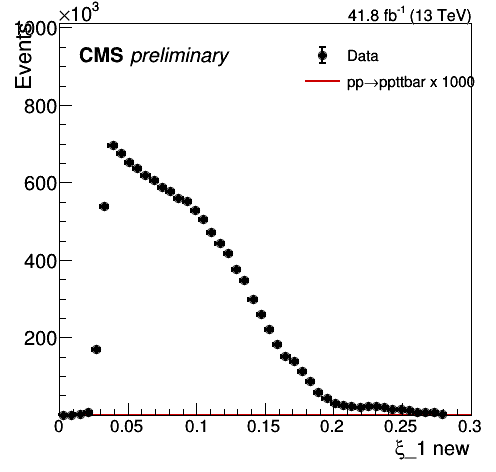 ×10³
41.8 fb⁻¹ (13 TeV)
Events
CMS preliminary
Data
pp→ppttbar x 1000
1000
800
600
400
200
0 0.05 0.1 0.15 0.2 0.25 0.3
ξ_1 new